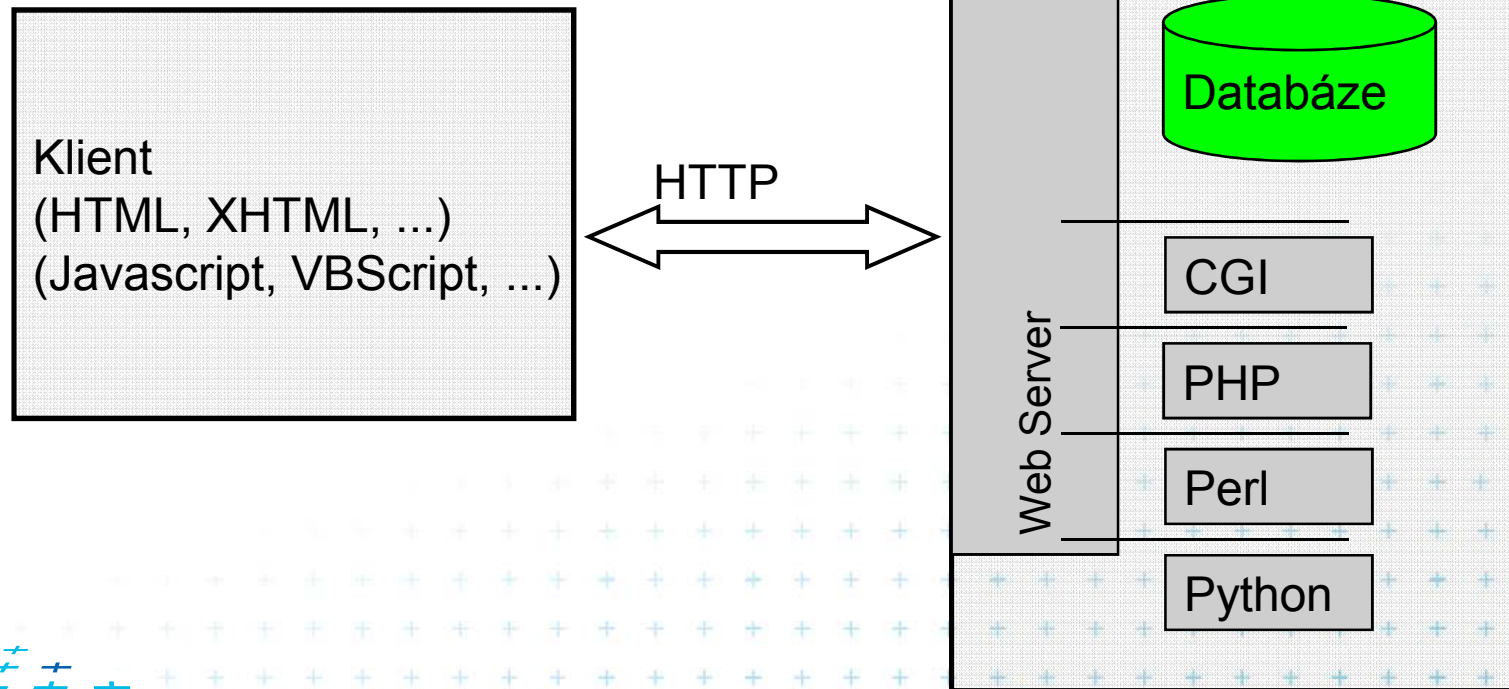 Klient
(HTML, XHTML, ...)
(Javascript, VBScript, ...)
HTTP
Web Server
Databáze
CGI
PHP
Perl
Python